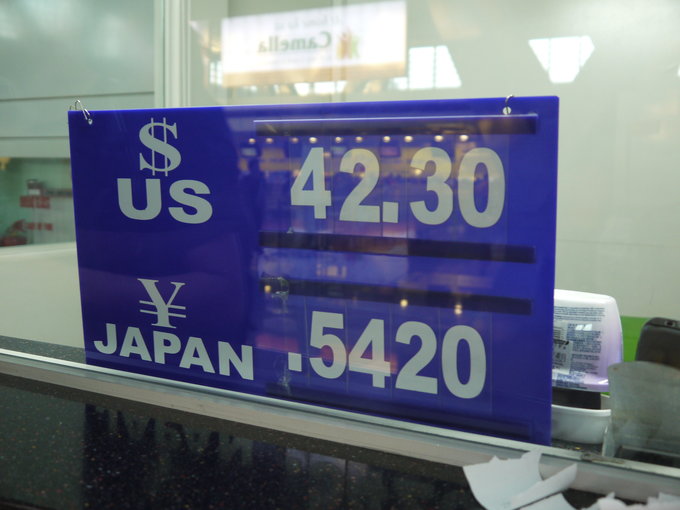 Camella
$
US
42.30
¥
JAPAN
.5420